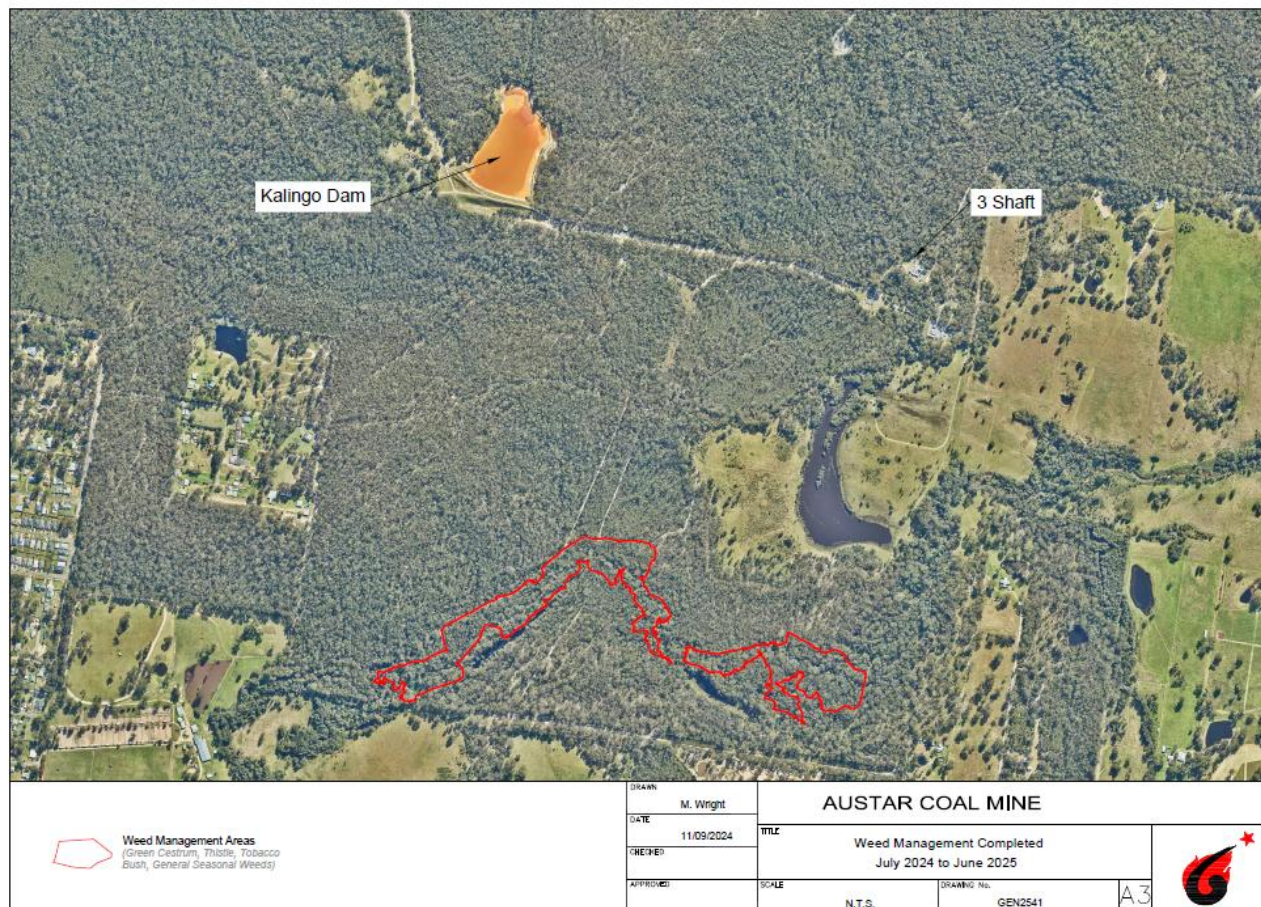 Kalingo Dam
3 Shaft
Weed Management Areas
(Green Cestrum, Thistle, Tobacco
Bush, General Seasonal Weeds)
DRAWN
M. Wright
DATE
11/09/2024
CHECKED
APPROVED
AUSTAR COAL MINE
TITLE
Weed Management Completed
July 2024 to June 2025
SCALE
N.T.S.
DRAWING No.
GEN2541
A3